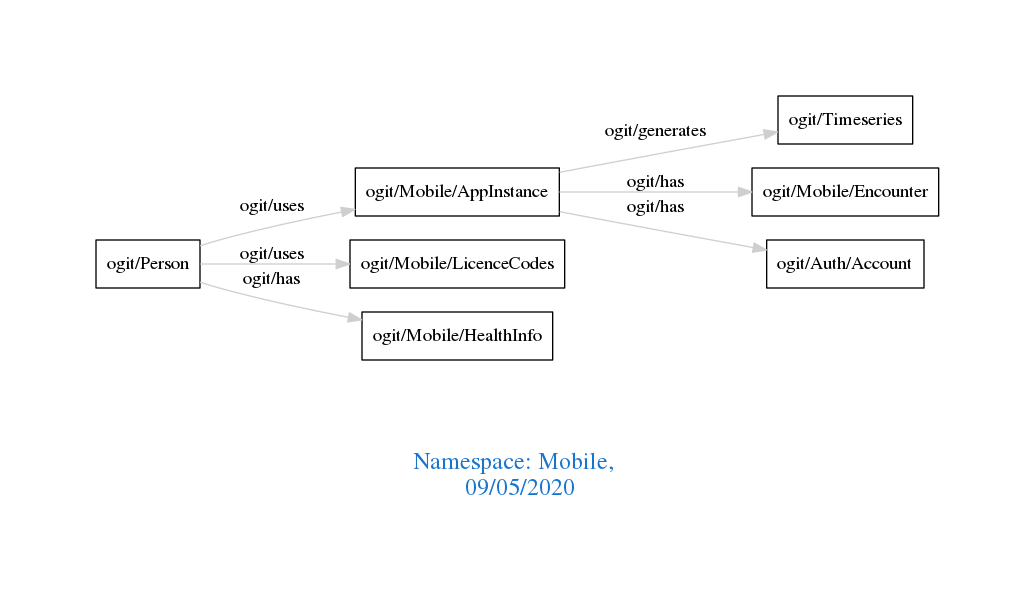 ogit/Timeseries
ogit/generates
ogit/Mobile/AppInstance
ogit/has
ogit/Mobile/Encounter
ogit/uses
ogit/has
ogit/Person
ogit/uses
ogit/Mobile/LicenceCodes
ogit/Auth/Account
ogit/has
ogit/Mobile/HealthInfo
Namespace: Mobile,
09/05/2020